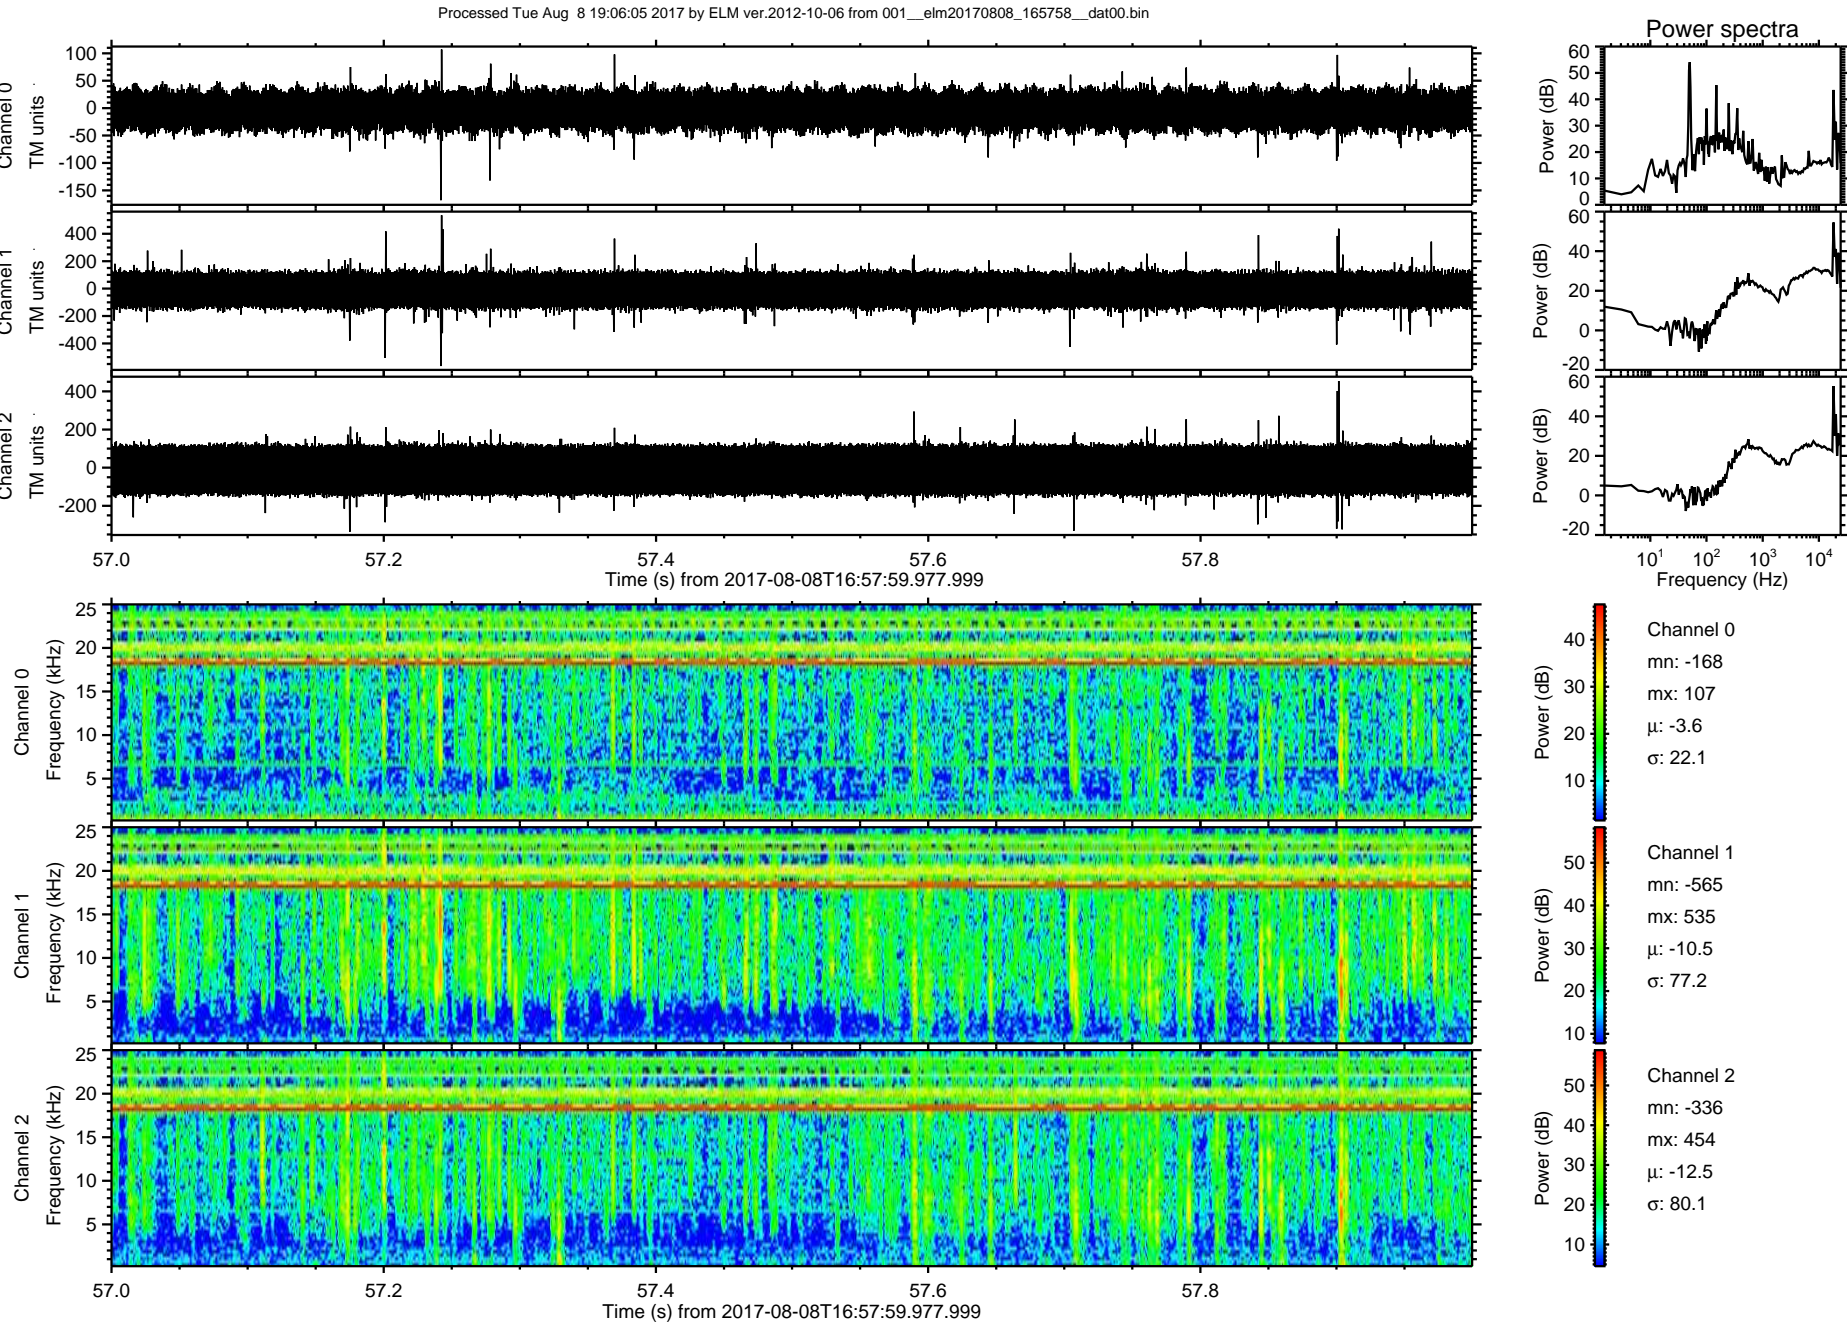 Processed Tue Aug  8 19:06:05 2017 by ELM ver.2012-10-06 from 001__elm20170808_165758__dat00.bin
Power spectra
Channel 0
TM units
100
50
0
-50
-100
-150
Power (dB)
60
50
40
30
20
10
0
Channel 1
TM units
400
200
0
-200
-400
Power (dB)
60
40
20
0
-20
Channel 2
TM units
400
200
0
-200
Power (dB)
60
40
20
0
-20
57.0 57.2 57.4 57.6 57.8
Time (s) from 2017-08-08T16:57:59.977.999
10^1 10^2 10^3 10^4
Frequency (Hz)
Channel 0
Frequency (kHz)
25
20
15
10
5
Power (dB)
40
30
20
10
Channel 0
mn: -168
mx: 107
μ: -3.6
σ: 22.1
Channel 1
Frequency (kHz)
25
20
15
10
5
Power (dB)
50
40
30
20
10
Channel 1
mn: -565
mx: 535
μ: -10.5
σ: 77.2
Channel 2
Frequency (kHz)
25
20
15
10
5
Power (dB)
50
40
30
20
10
Channel 2
mn: -336
mx: 454
μ: -12.5
σ: 80.1
57.0 57.2 57.4 57.6 57.8
Time (s) from 2017-08-08T16:57:59.977.999